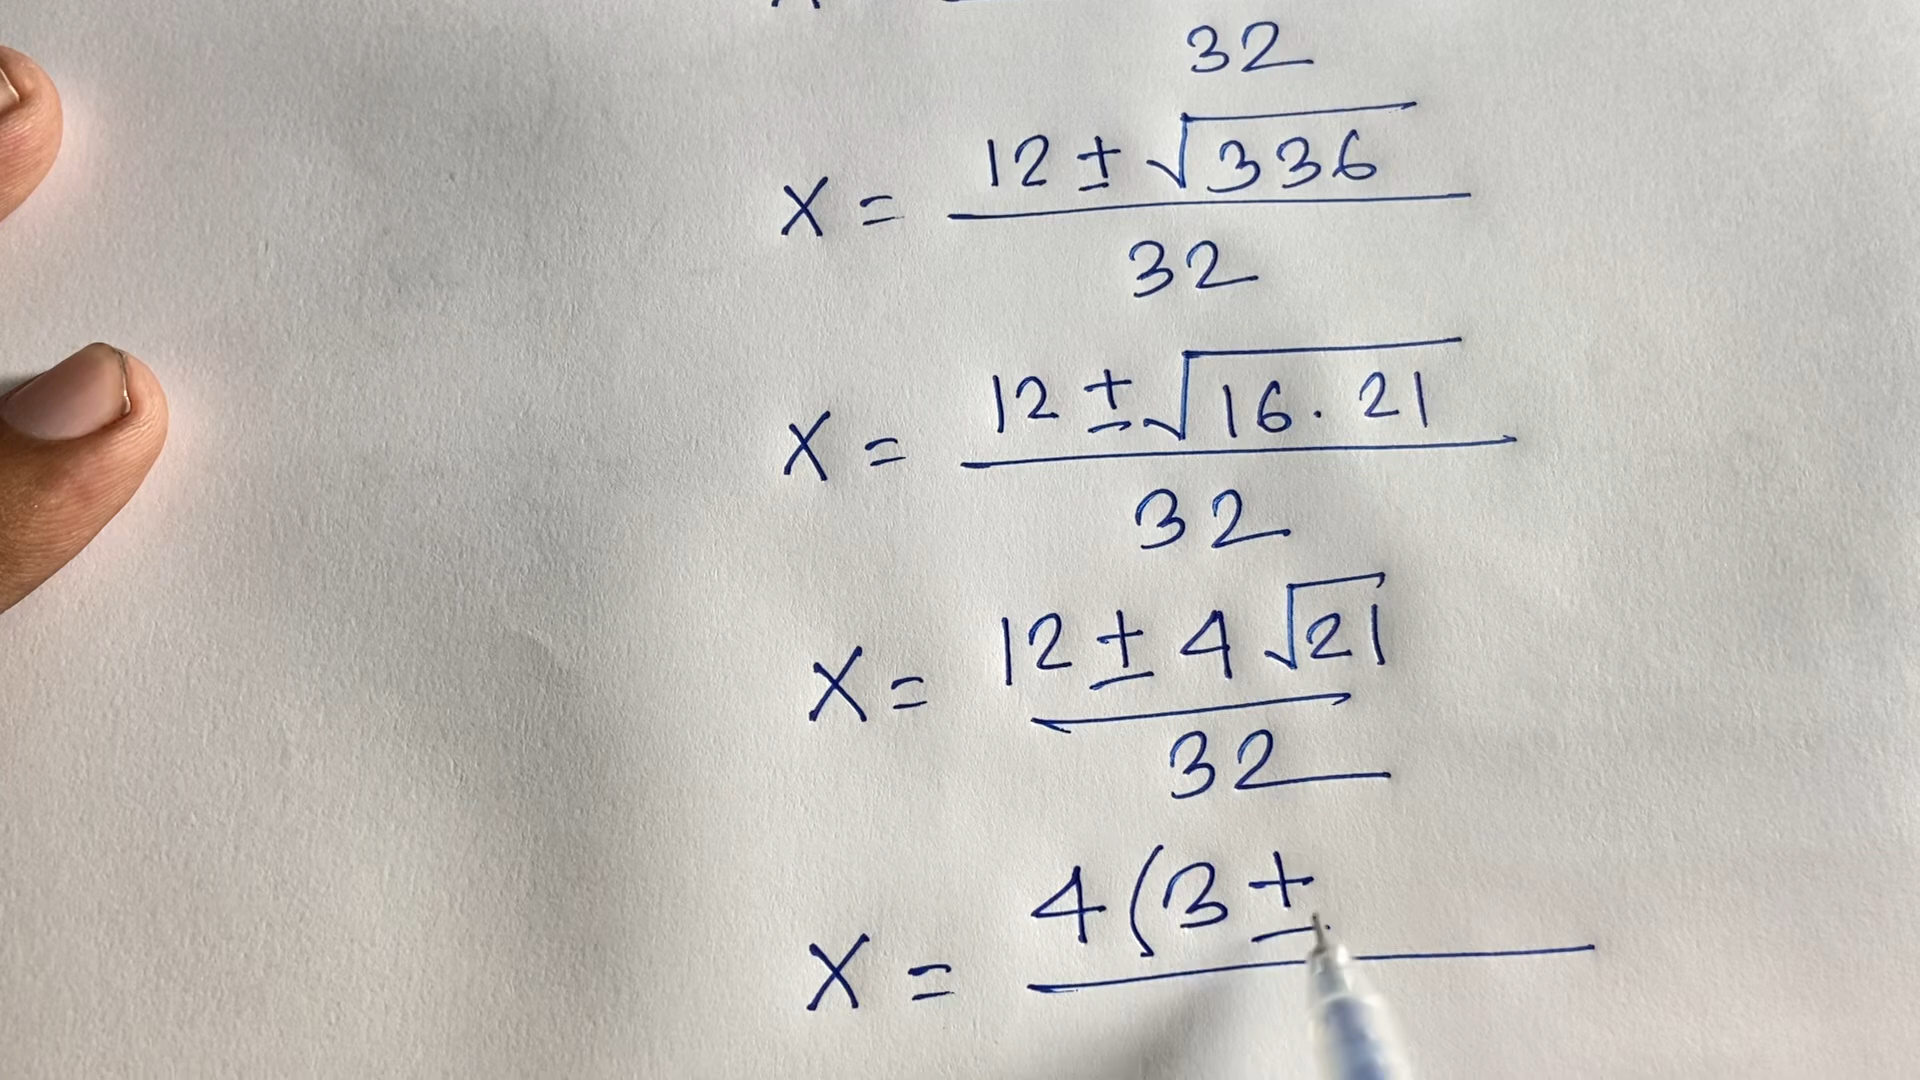 32
X = 12 ± √336
32
X = 12 ± √16 · 21
32
X = 12 ± 4 √21
32
X = 4 (3 ±